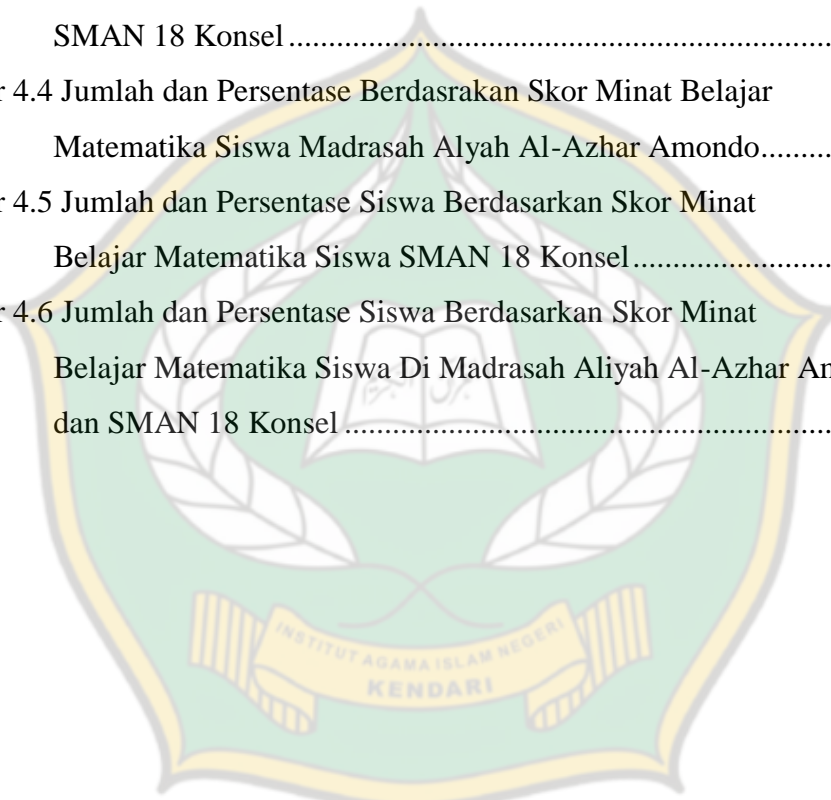 SMAN 18 Konsel
r 4.4 Jumlah dan Persentase Berdasrakan Skor Minat Belajar
Matematika Siswa Madrasah Alyah Al-Azhar Amondo
r 4.5 Jumlah dan Persentase Siswa Berdasarkan Skor Minat
Belajar Matematika Siswa SMAN 18 Konsel
r 4.6 Jumlah dan Persentase Siswa Berdasarkan Skor Minat
Belajar Matematika Siswa Di Madrasah Aliyah Al-Azhar Am
dan SMAN 18 Konsel
INSTITUT AGAMA ISLAM NEGERI
KENDARI